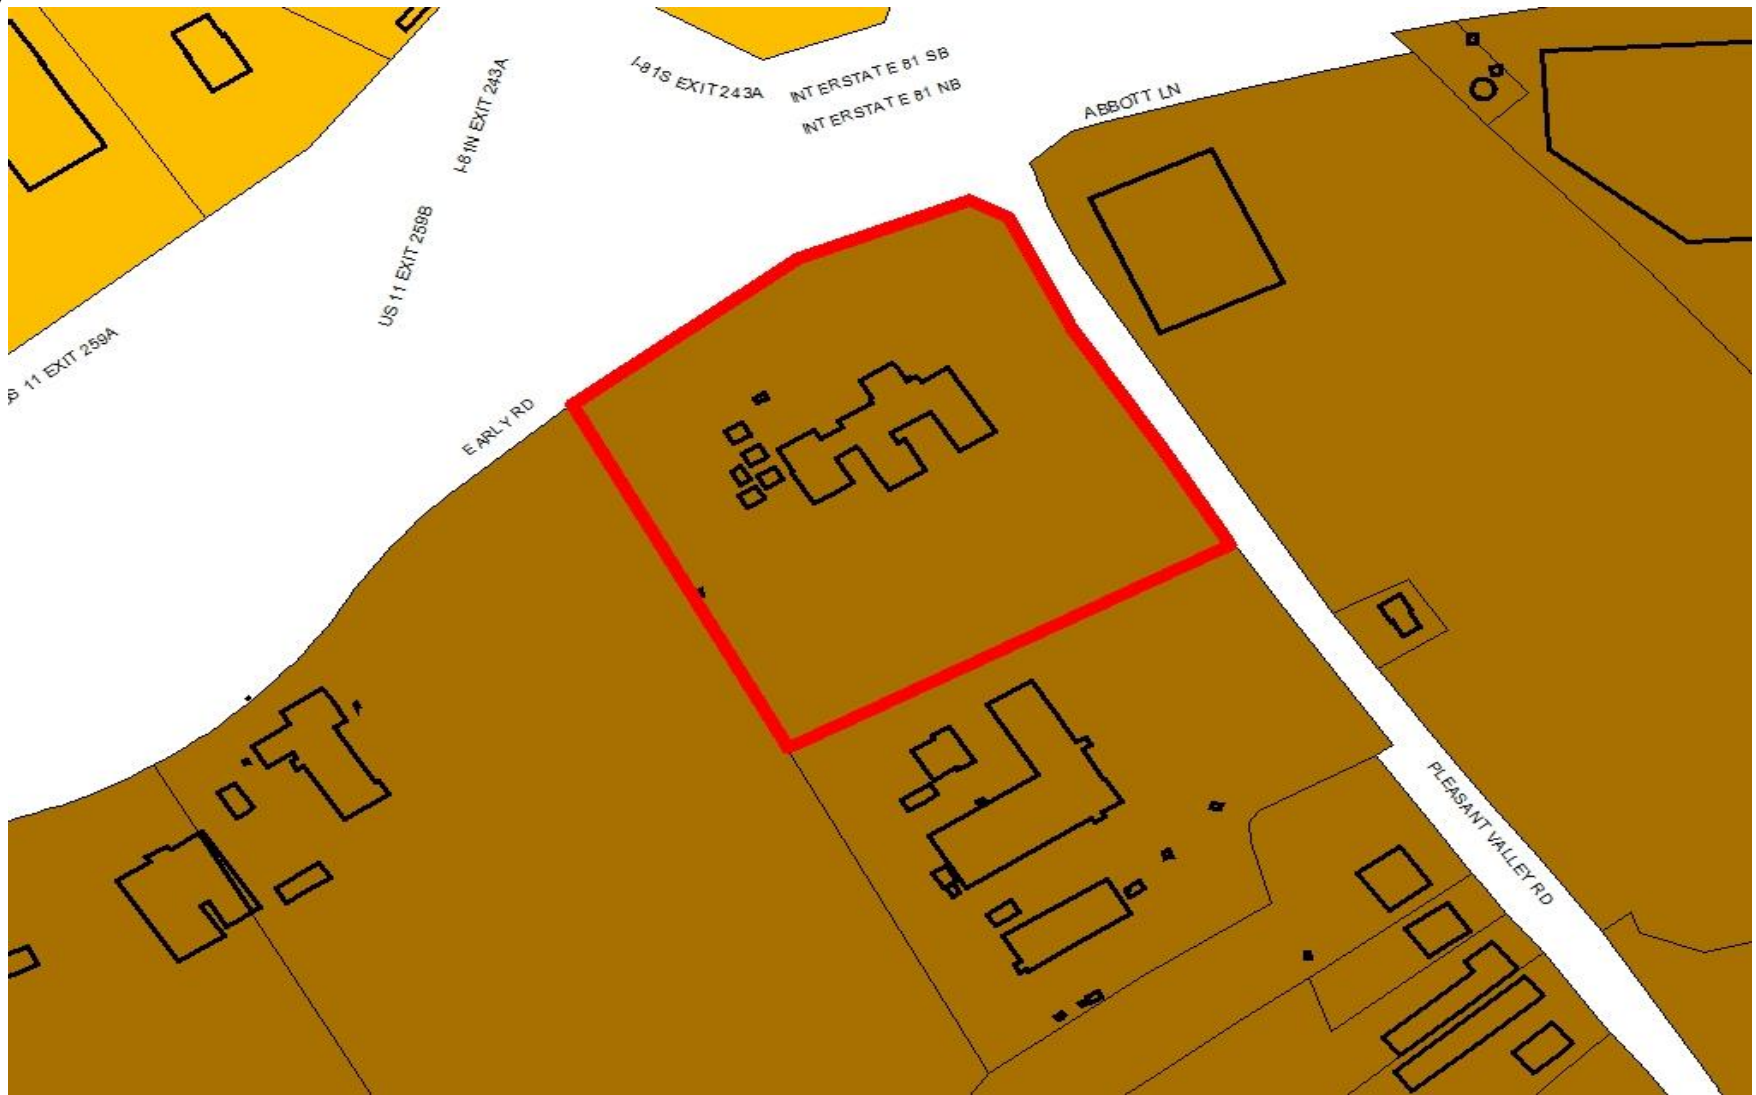 I-81S EXIT 243A
INTERSTATE 81 SB
INTERSTATE 81 NB
ABBOTT LN
I-81N EXIT 243A
US 11 EXIT 259B
S 11 EXIT 259A
EARLY RD
PLEASANT VALLEY RD